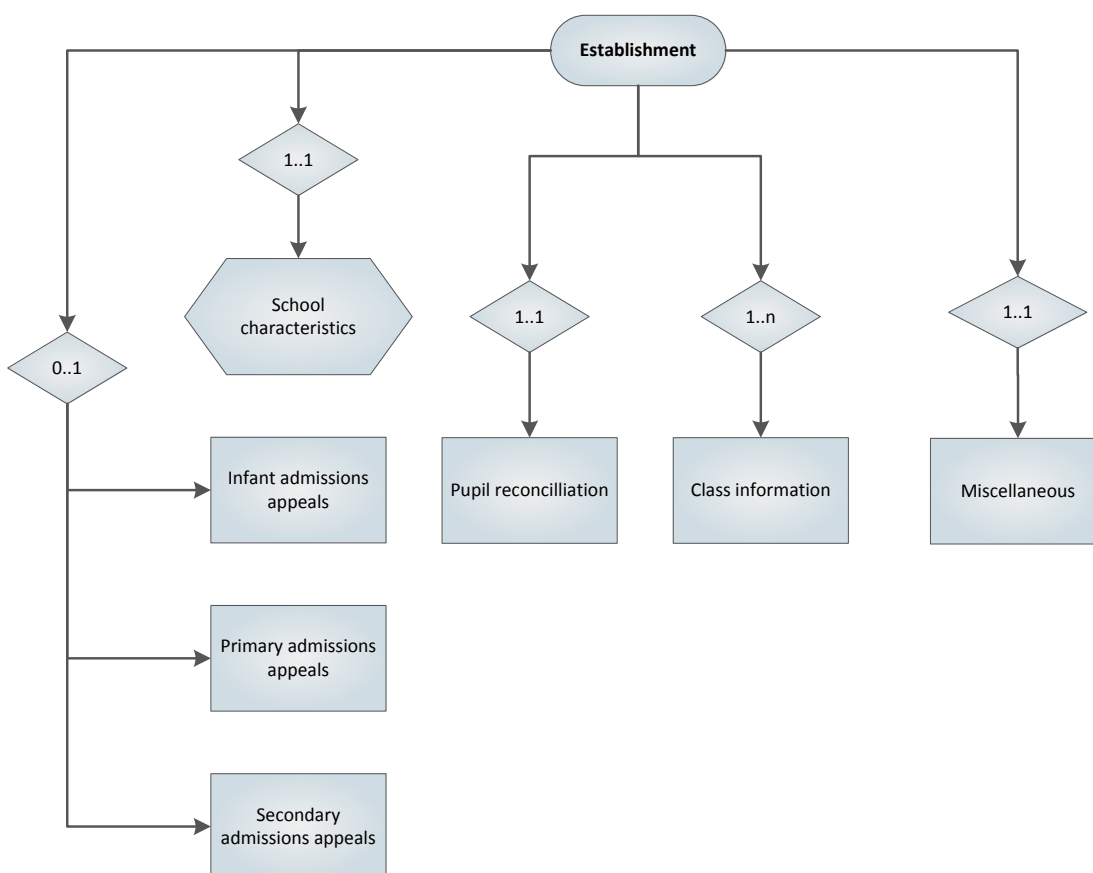 Establishment
1..1
School
characteristics
1..1
1..n
1..1
0..1
Infant admissions
appeals
Pupil reconcilliation
Class information
Miscellaneous
Primary admissions
appeals
Secondary
admissions appeals